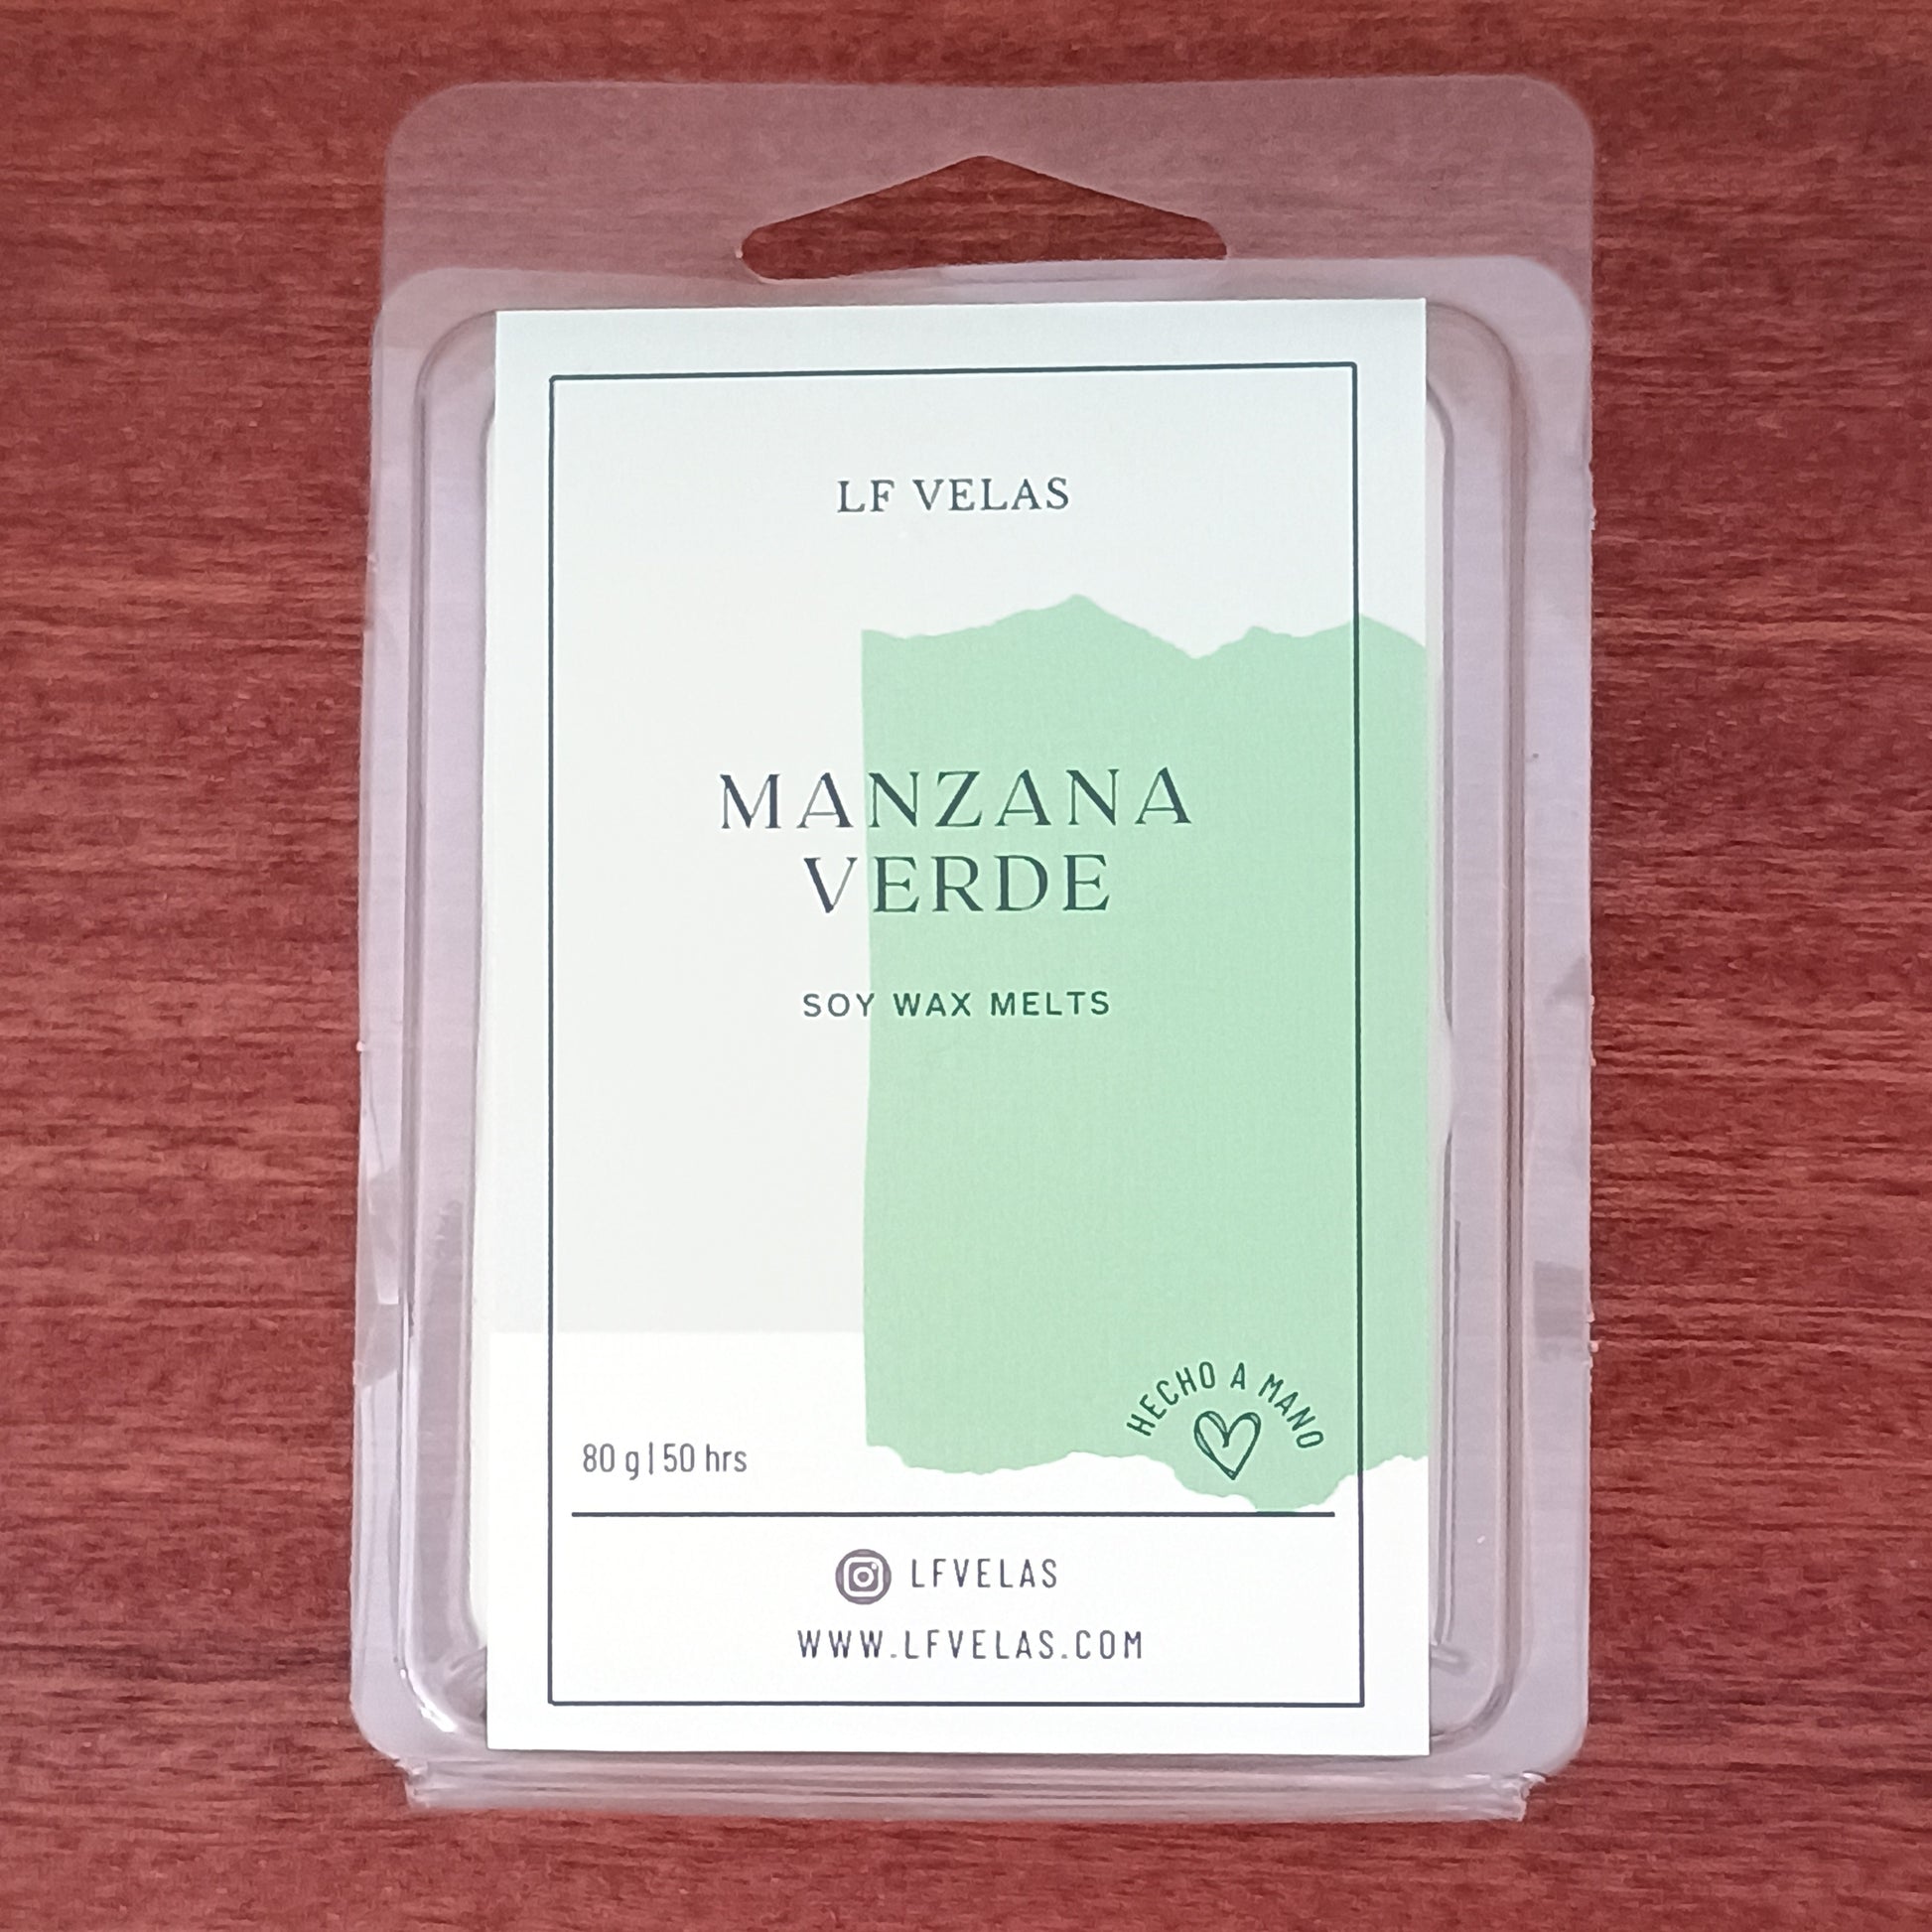 LF VELAS
MANZANA
VERDE
SOY WAX MELTS
HECHO A MANO
80 g | 50 hrs
LFVELAS
WWW.LFVELAS.COM